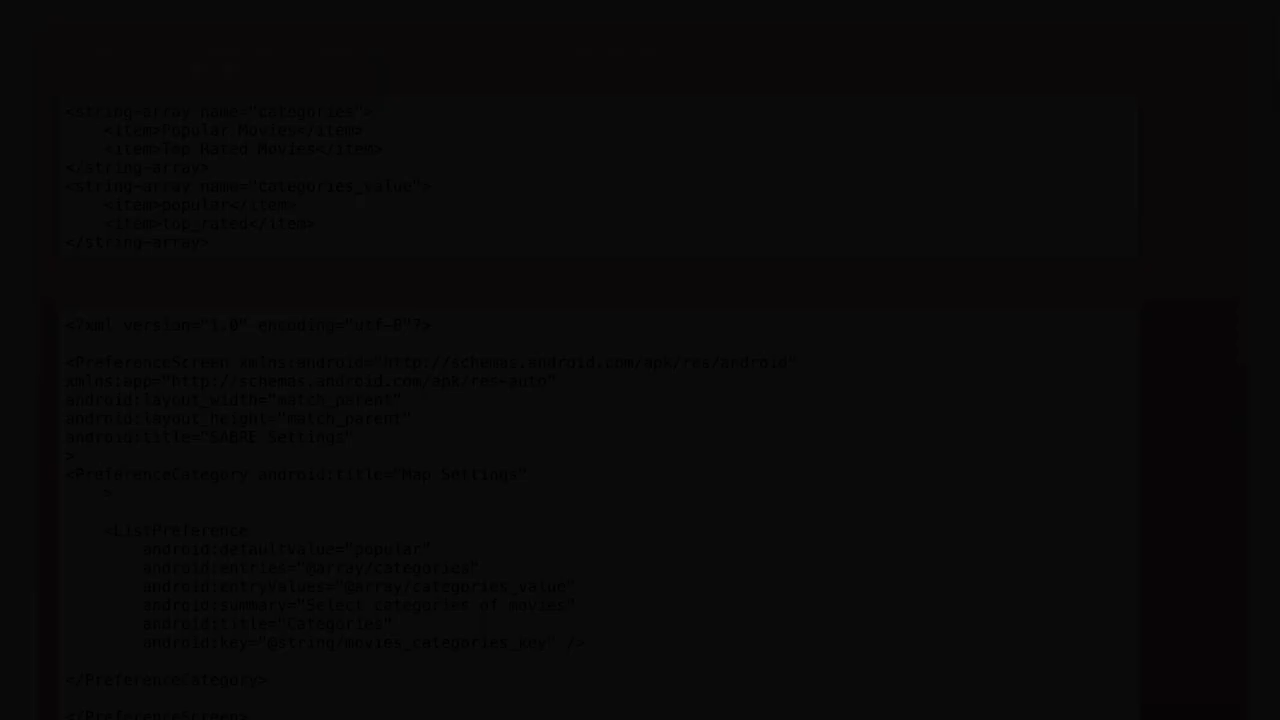 <string-array name="categories">
    <item>Popular Movies</item>
    <item>Top Rated Movies</item>
</string-array>
<string-array name="categories_value">
    <item>popular</item>
    <item>top_rated</item>
</string-array>
<?xml version="1.0" encoding="utf-8"?>
<PreferenceScreen xmlns:android="http://schemas.android.com/apk/res/android"
xmlns:app="http://schemas.android.com/apk/res-auto"
android:layout_width="match_parent"
android:layout_height="match_parent"
android:title="SABRE Settings"
>
<PreferenceCategory android:title="Map Settings"
    >
    <ListPreference
        android:defaultValue="popular"
        android:entries="@array/categories"
        android:entryValues="@array/categories_value"
        android:summary="Select categories of movies"
        android:title="Categories"
        android:key="@string/movies_categories_key" />
</PreferenceCategory>
</PreferenceScreen>